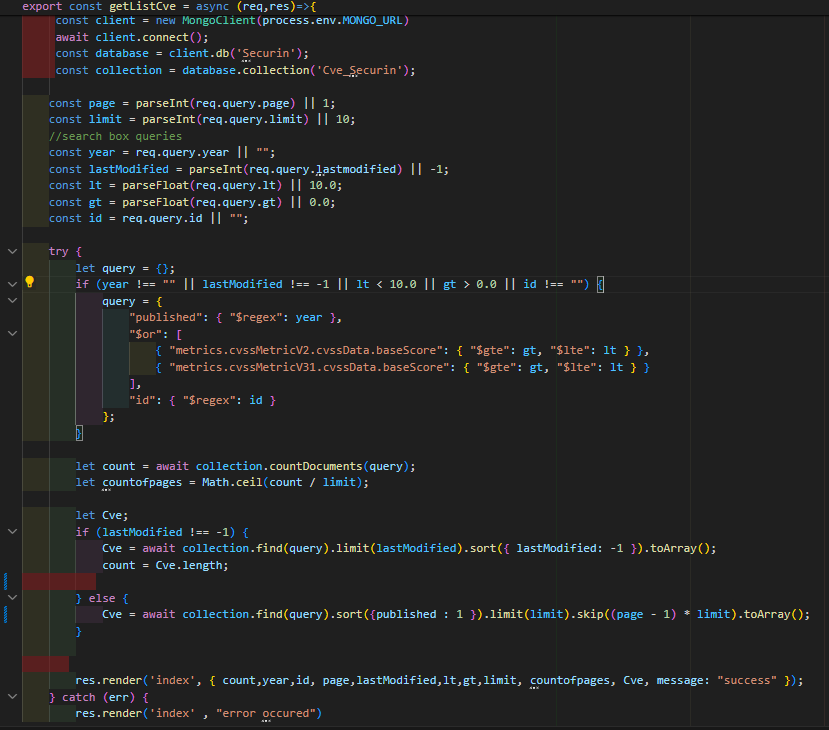 export const getListCve = async (req,res)=>{
const client = new MongoClient(process.env.MONGO_URL)
await client.connect();
const database = client.db('Securin');
const collection = database.collection('Cve_Securin');
const page = parseInt(req.query.page) || 1;
const limit = parseInt(req.query.limit) || 10;
//search box queries
const year = req.query.year || "";
const lastModified = parseInt(req.query.lastmodified) || -1;
const lt = parseFloat(req.query.lt) || 10.0;
const gt = parseFloat(req.query.gt) || 0.0;
const id = req.query.id || "";
try {
let query = {};
if (year !== "" || lastModified !== -1 || lt < 10.0 || gt > 0.0 || id !== "") {
query = {
"published": { "$regex": year },
"$or": [
{ "metrics.cvssMetricV2.cvssData.baseScore": { "$gte": gt, "$lte": lt } },
{ "metrics.cvssMetricV31.cvssData.baseScore": { "$gte": gt, "$lte": lt } }
],
"id": { "$regex": id }
};
}
let count = await collection.countDocuments(query);
let countofpages = Math.ceil(count / limit);
let Cve;
if (lastModified !== -1) {
Cve = await collection.find(query).limit(lastModified).sort({ lastModified: -1 }).toArray();
count = Cve.length;
} else {
Cve = await collection.find(query).sort({published : 1 }).limit(limit).skip((page - 1) * limit).toArray();
}
res.render('index', { count,year,id, page,lastModified,lt,gt,limit, countofpages, Cve, message: "success" });
} catch (err) {
res.render('index' , "error occured")